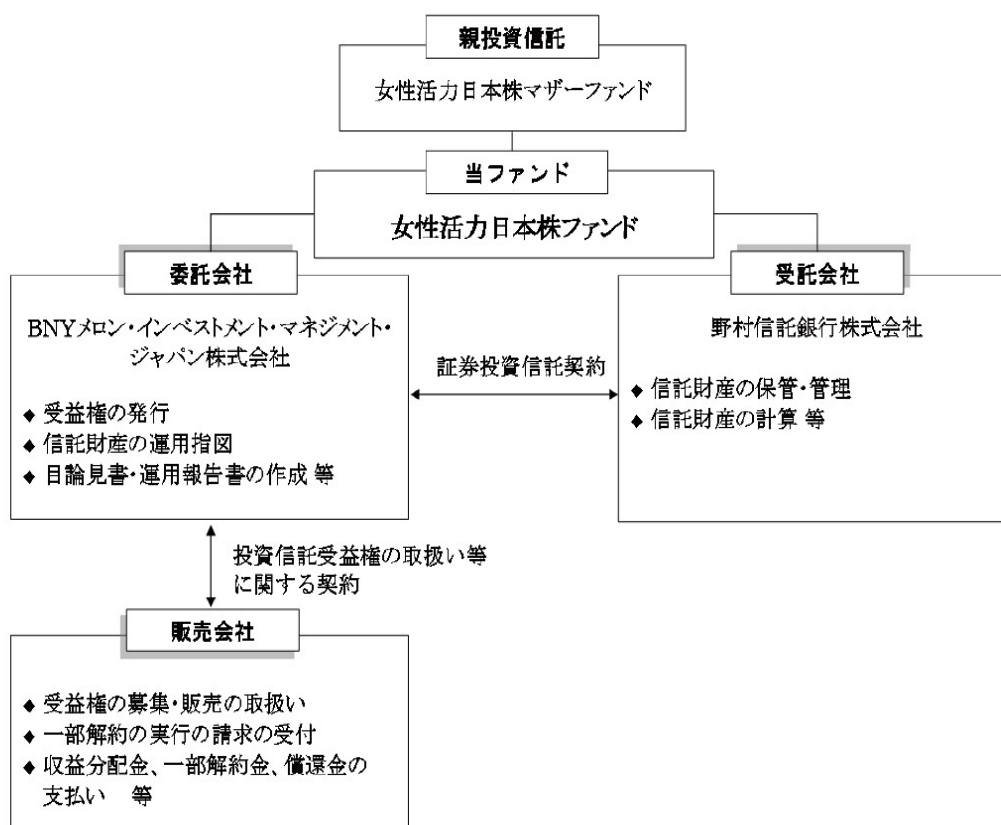 親投資信託
女性活力日本株マザーファンド
当ファンド
女性活力日本株ファンド
委託会社
BNYメロン・インベストメント・マネジメント・
ジャパン株式会社
◆ 受益権の発行
◆ 信託財産の運用指図
◆ 目論見書・運用報告書の作成 等
証券投資信託契約
受託会社
野村信託銀行株式会社
◆ 信託財産の保管・管理
◆ 信託財産の計算 等
投資信託受益権の取扱い等
に関する契約
販売会社
◆ 受益権の募集・販売の取扱い
◆ 一部解約の実行の請求の受付
◆ 収益分配金、一部解約金、償還金の
支払い 等